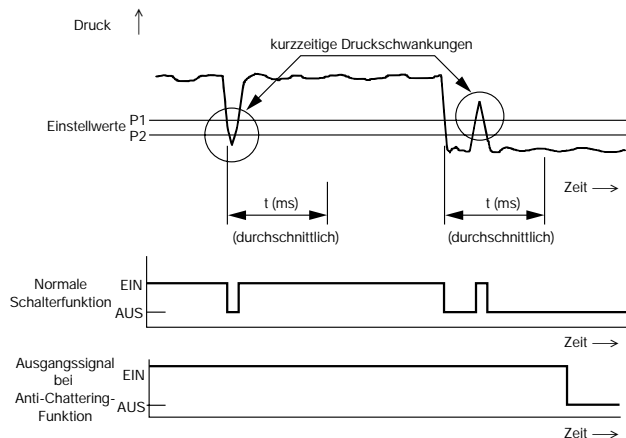 Druck
kurzzeitige Druckschwankungen
Einstellwerte P1
P2
Zeit
t (ms)
t (ms)
(durchschnittlich)
(durchschnittlich)
Normale
Schalterfunktion
EIN
AUS
Zeit
Ausgangssignal
bei
Anti-Chattering-
Funktion
EIN
AUS
Zeit